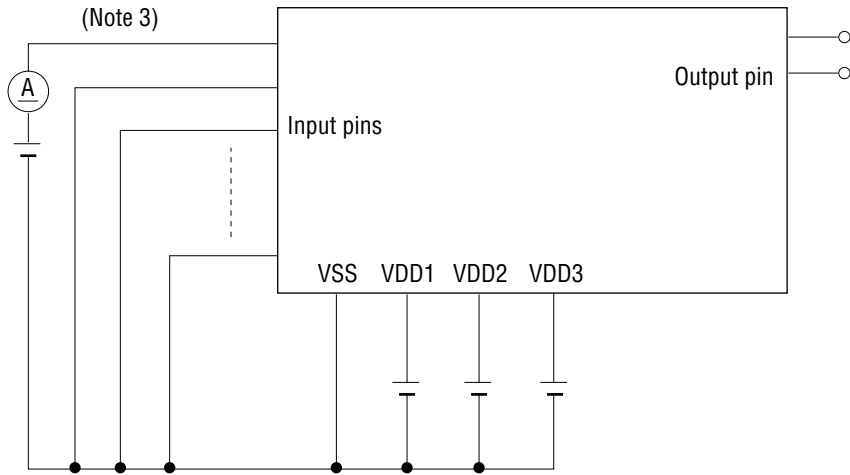 (Note 3)
A
Output pin
Input pins
VSS VDD1 VDD2 VDD3